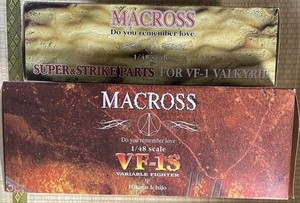 MACROSS
Do you remember love
1/48 scale
SUPER&STRIKE PARTS FOR VF-1 VALKYRIE
MACROSS
Do you remember love
1/48 scale
VF-1S
VARIABLE FIGHTER
Hikaru Ichijo